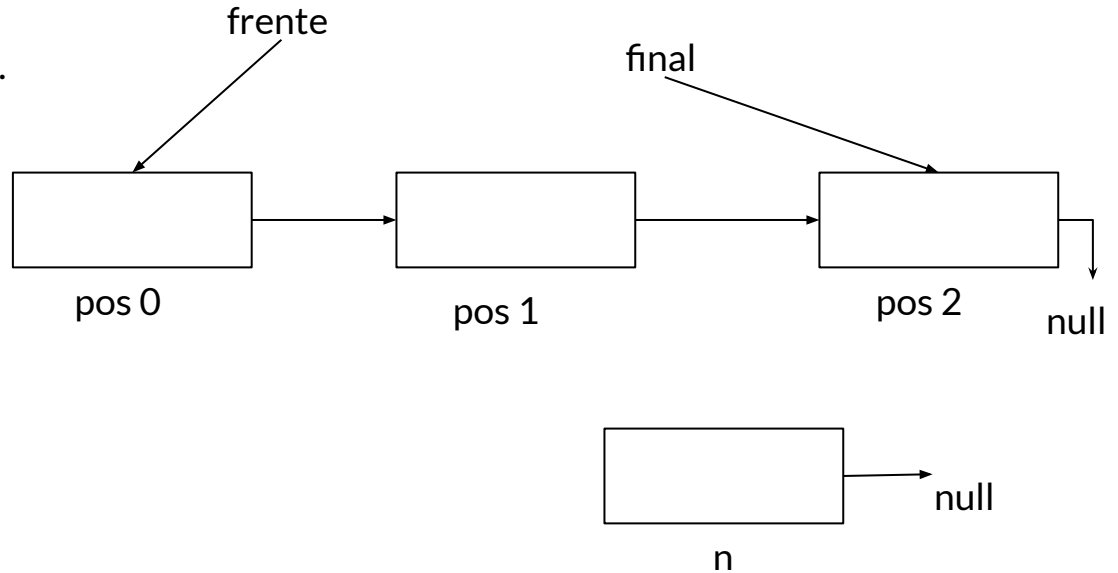 frente
final
.
pos 0
pos 1
pos 2
null
null
n